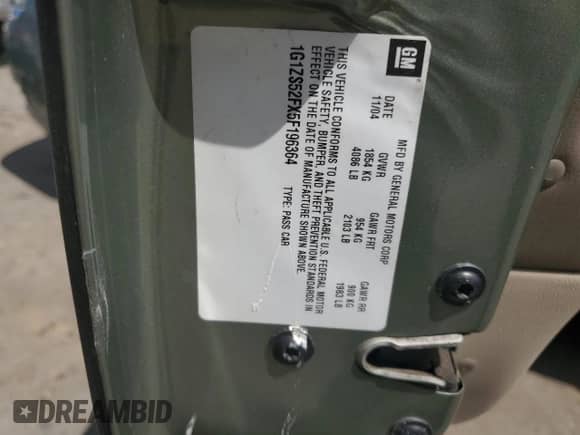 GM
MFD BY GENERAL MOTORS CORP
DATE GVWR GAWR FRT GAWR RR
11/04 1854 KG 954 KG 900 KG
4086 LB 2103 LB 1983 LB
THIS VEHICLE CONFORMS TO ALL APPLICABLE U.S. FEDERAL MOTOR
VEHICLE SAFETY, BUMPER, AND THEFT PREVENTION STANDARDS IN
EFFECT ON THE DATE OF MANUFACTURE SHOWN ABOVE.
1G1ZS52FX5F196364 TYPE: PASS CAR
DREAMBID